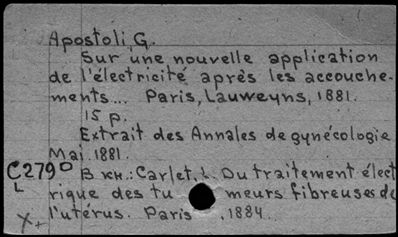 Apostoli, G.
Sur une nouvelle application
de l'électricité après les accouche-
ments... Paris, Lauweyns, 1881.
15 p.
Extrait des Annales de gynécologie
Mai 1881.
C279° В кн.: Carlet, L. Du traitement élect
L rique des tu meurs fibreuses de
X+ l'utérus. Paris, 1884.